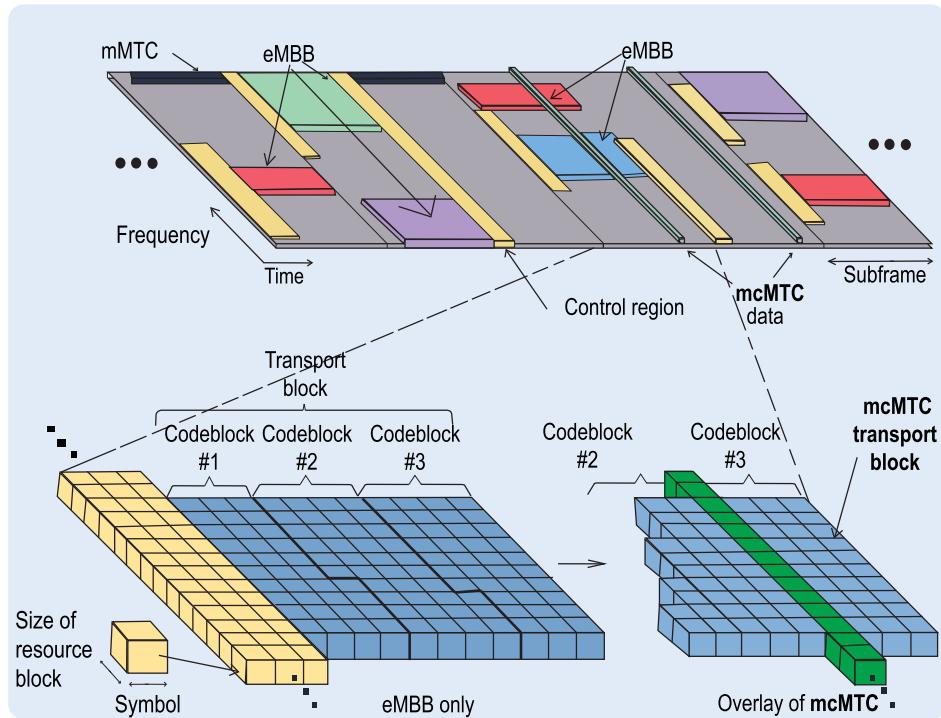 mMTC
eMBB
eMBB
Frequency
Time
Control region
mcMTC
data
Subframe
Transport
block
Codeblock
#1
Codeblock
#2
Codeblock
#3
Codeblock
#2
Codeblock
#3
mcMTC
transport
block
Size of
resource
block
Symbol
eMBB only
Overlay of mcMTC